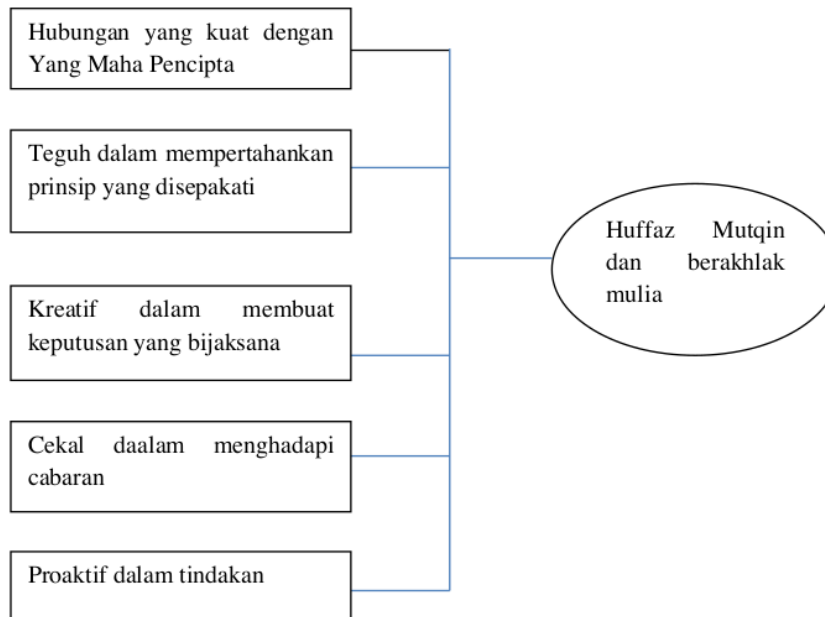 Hubungan yang kuat dengan
Yang Maha Pencipta
Teguh dalam mempertahankan
prinsip yang disepakati
Kreatif dalam membuat
keputusan yang bijaksana
Cekal daalam menghadapi
cabaran
Proaktif dalam tindakan
Huffaz Mutqin
dan berakhlak
mulia